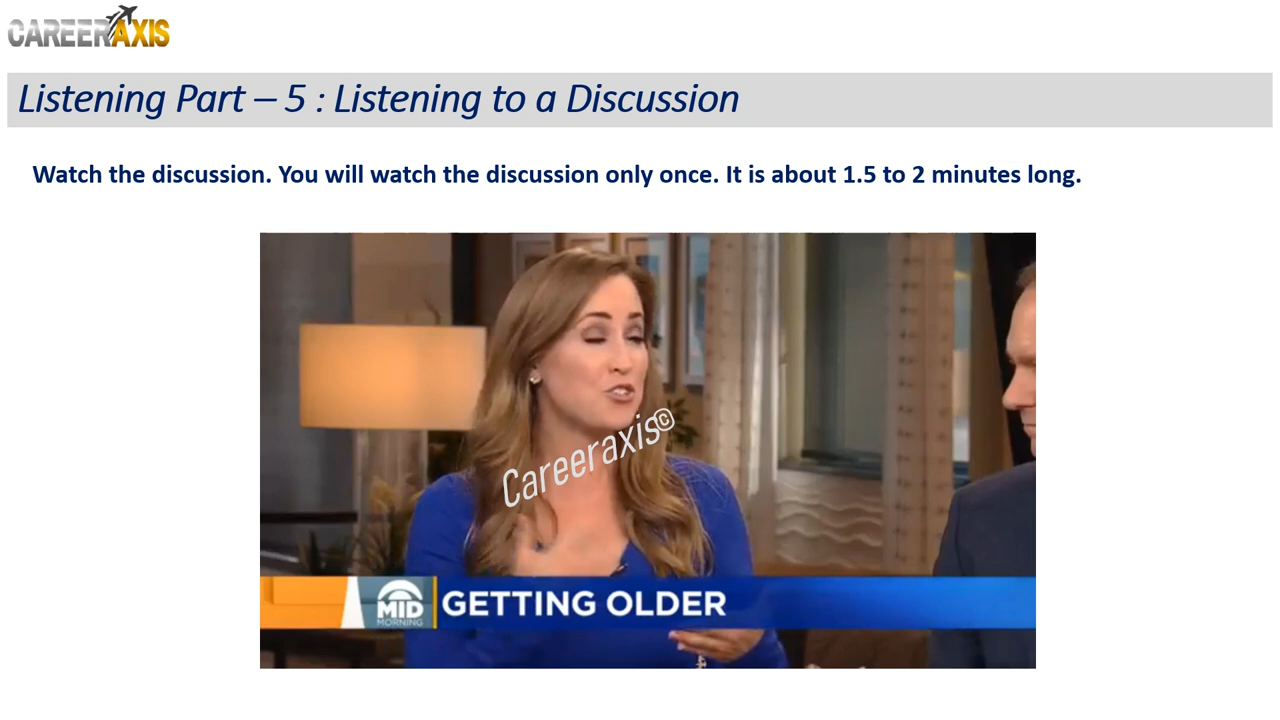 CAREERAXIS
Listening Part – 5 : Listening to a Discussion
Watch the discussion. You will watch the discussion only once. It is about 1.5 to 2 minutes long.
Careeraxis©
MID
MORNING
GETTING OLDER